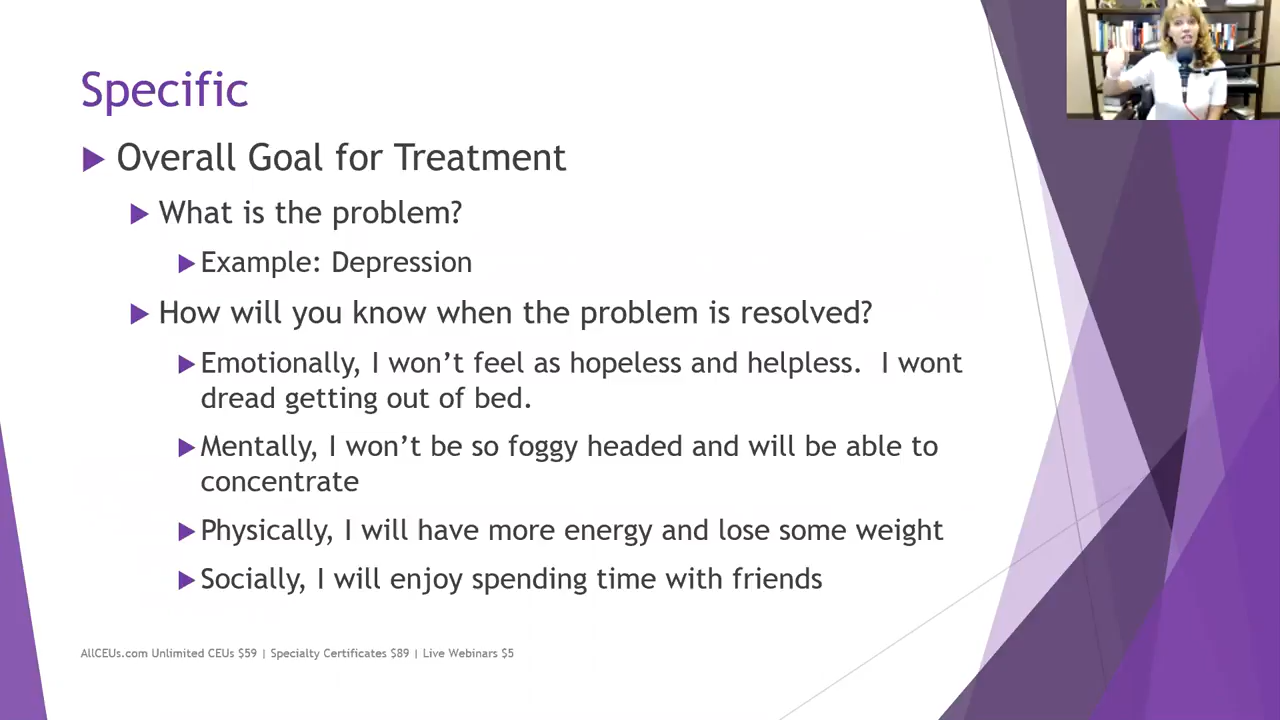 Specific
Overall Goal for Treatment
What is the problem?
Example: Depression
How will you know when the problem is resolved?
Emotionally, I won’t feel as hopeless and helpless.  I wont
dread getting out of bed.
Mentally, I won’t be so foggy headed and will be able to
concentrate
Physically, I will have more energy and lose some weight
Socially, I will enjoy spending time with friends
AllCEUs.com Unlimited CEUs $59 | Specialty Certificates $89 | Live Webinars $5